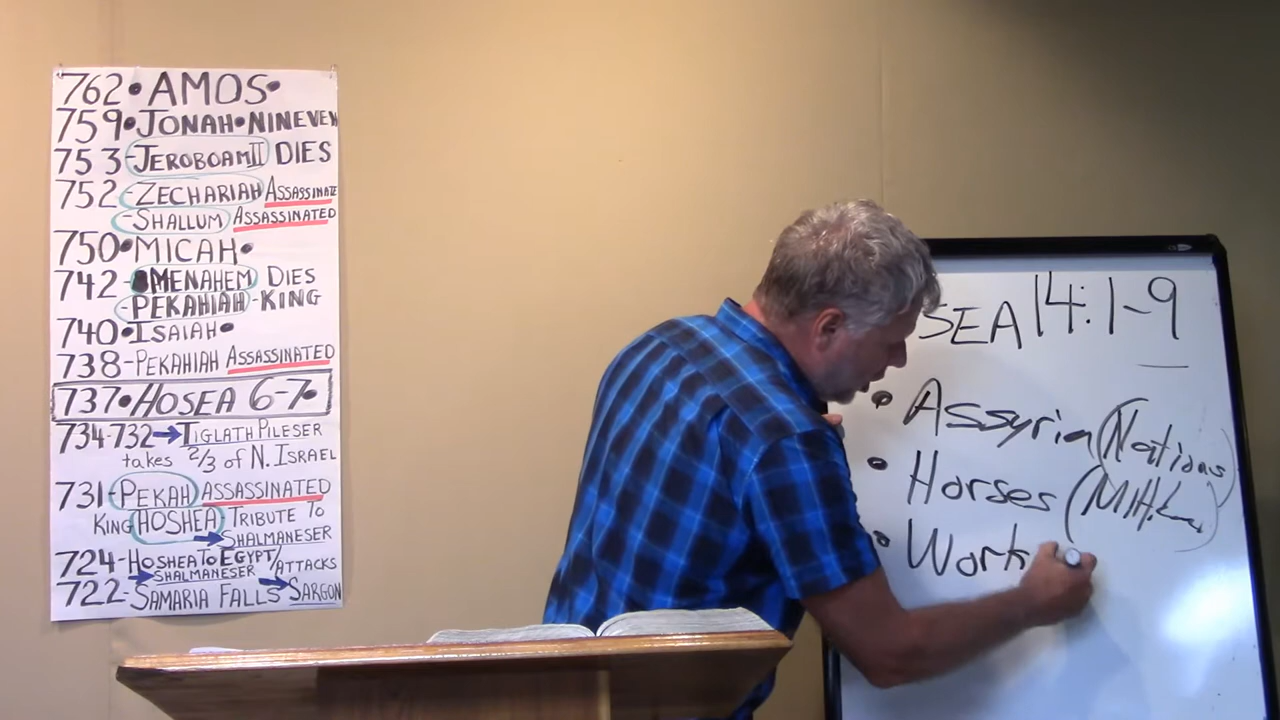 762•AMOS•
759•JONAH•NINEVEH
753-JEROBOAM II DIES
752-ZECHARIAH ASSASSINATE
-SHALLUM ASSASSINATED
750•MICAH•
742-MENAHEM DIES
-PEKAHIAH-KING
740•ISAIAH•
738-PEKAHIAH ASSASSINATED
737•HOSEA 6-7•
734-732→TIGLATH PILESER
takes 2/3 of N. ISRAEL
731-PEKAH ASSASSINATED
KING HOSHEA TRIBUTE TO
→SHALMANESER
724-HOSHEA TO EGYPT/
→SHALMANESER ATTACKS
722-SAMARIA FALLS→SARGON
SEA 14:1-9
• Assyria (Nations)
• Horses
• Work